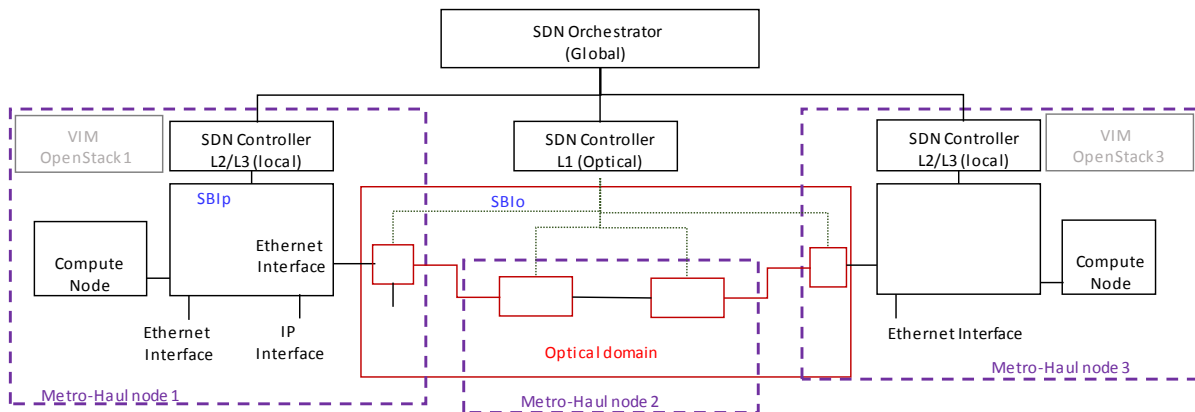 SDN Orchestrator
(Global)
VIM
OpenStack1
SDN Controller
L2/L3 (local)
SDN Controller
L1 (Optical)
SDN Controller
L2/L3 (local)
VIM
OpenStack3
SBIp
SBIo
Ethernet
Interface
Compute
Node
Compute
Node
Ethernet
Interface
IP
Interface
Ethernet Interface
Optical domain
Metro-Haul node 1
Metro-Haul node 2
Metro-Haul node 3